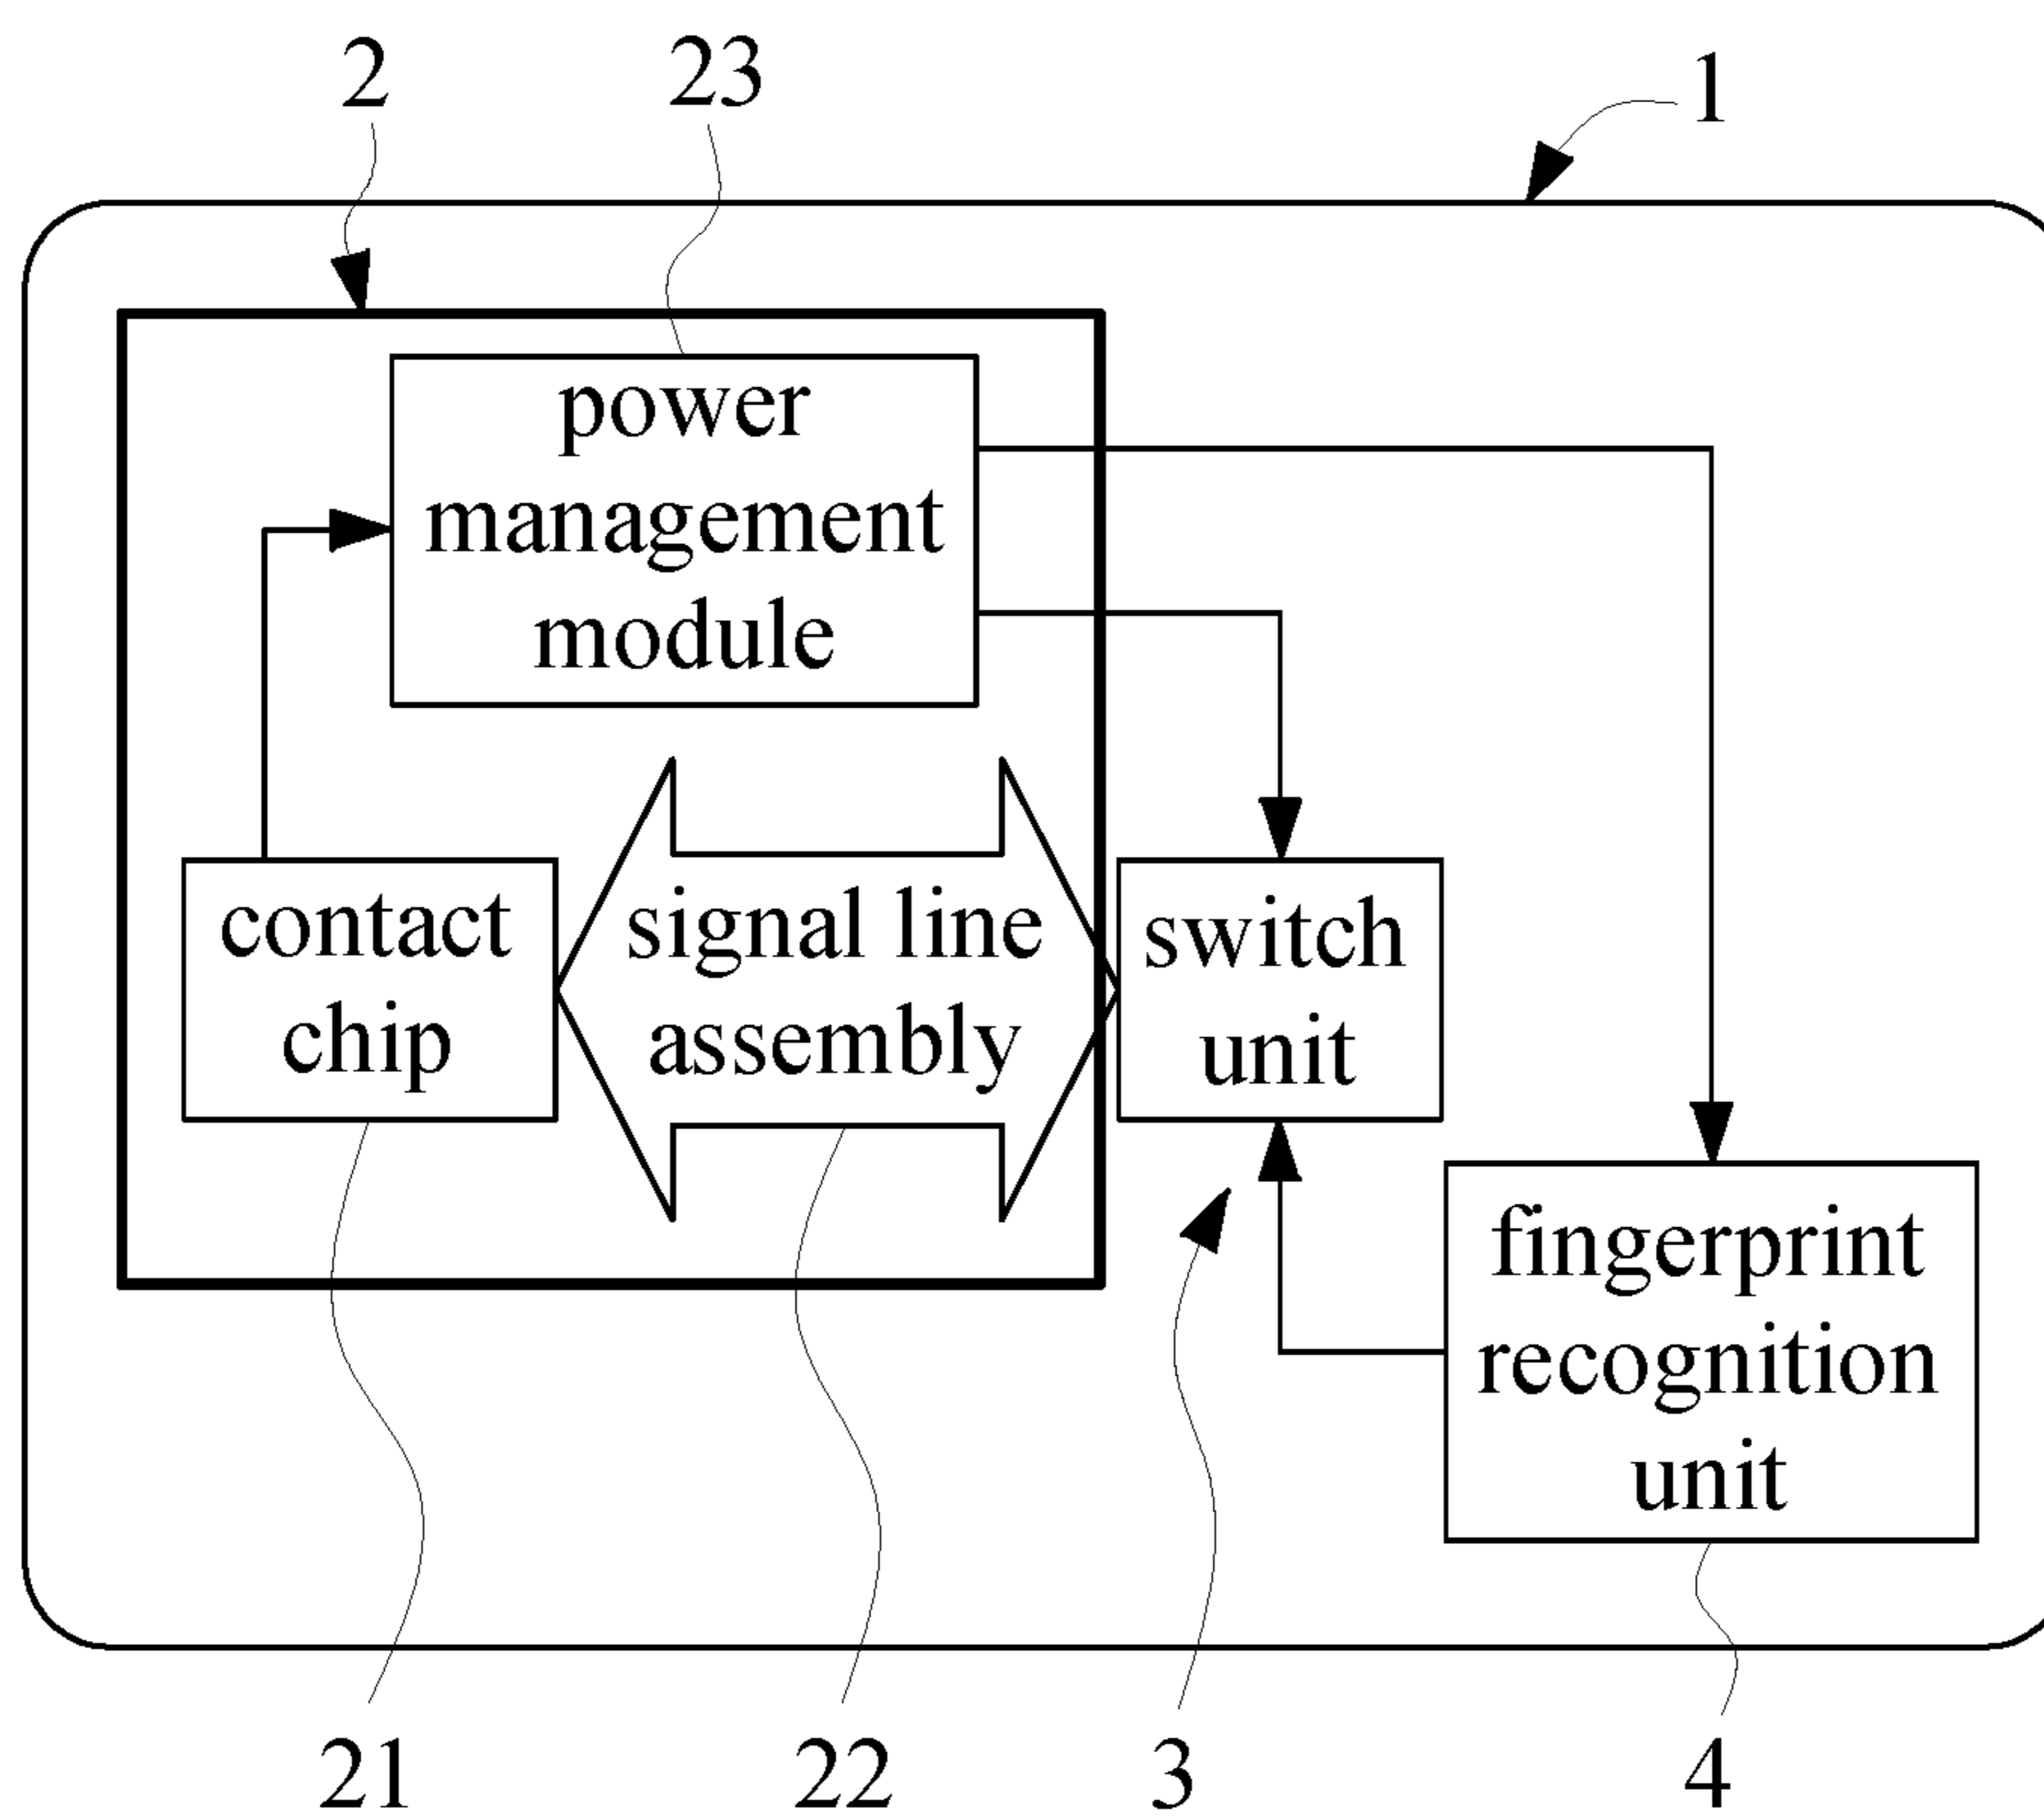 2
23
1
power
management
module
contact
chip
signal line
assembly
switch
unit
fingerprint
recognition
unit
21
22
3
4